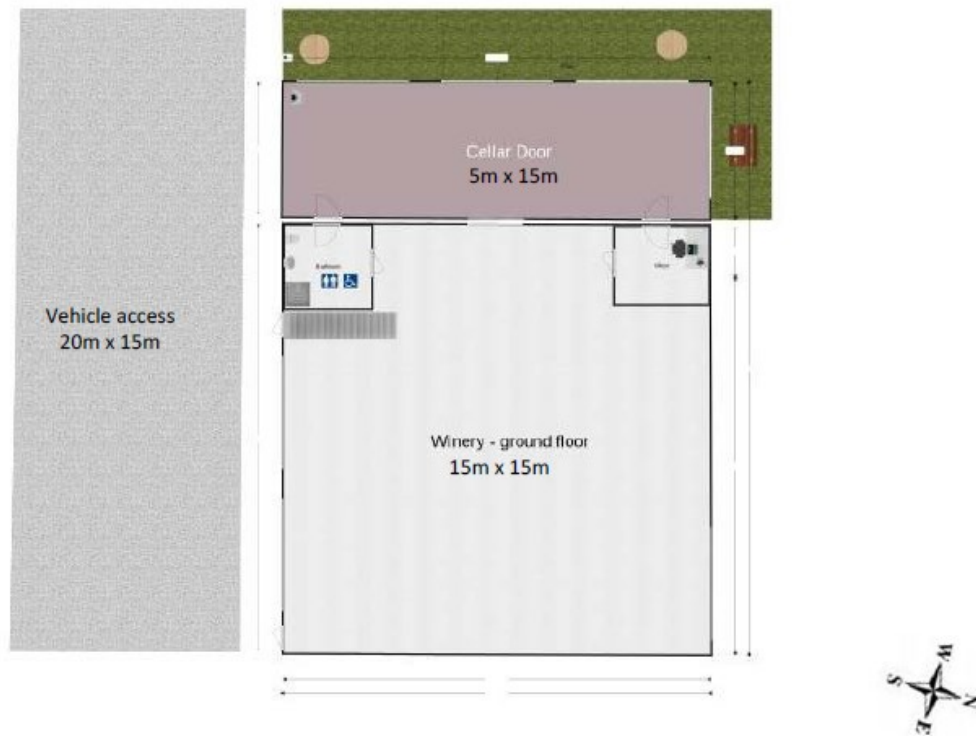 Cellar Door
5m x 15m
Vehicle access
20m x 15m
Winery - ground floor
15m x 15m
W
S
N
E